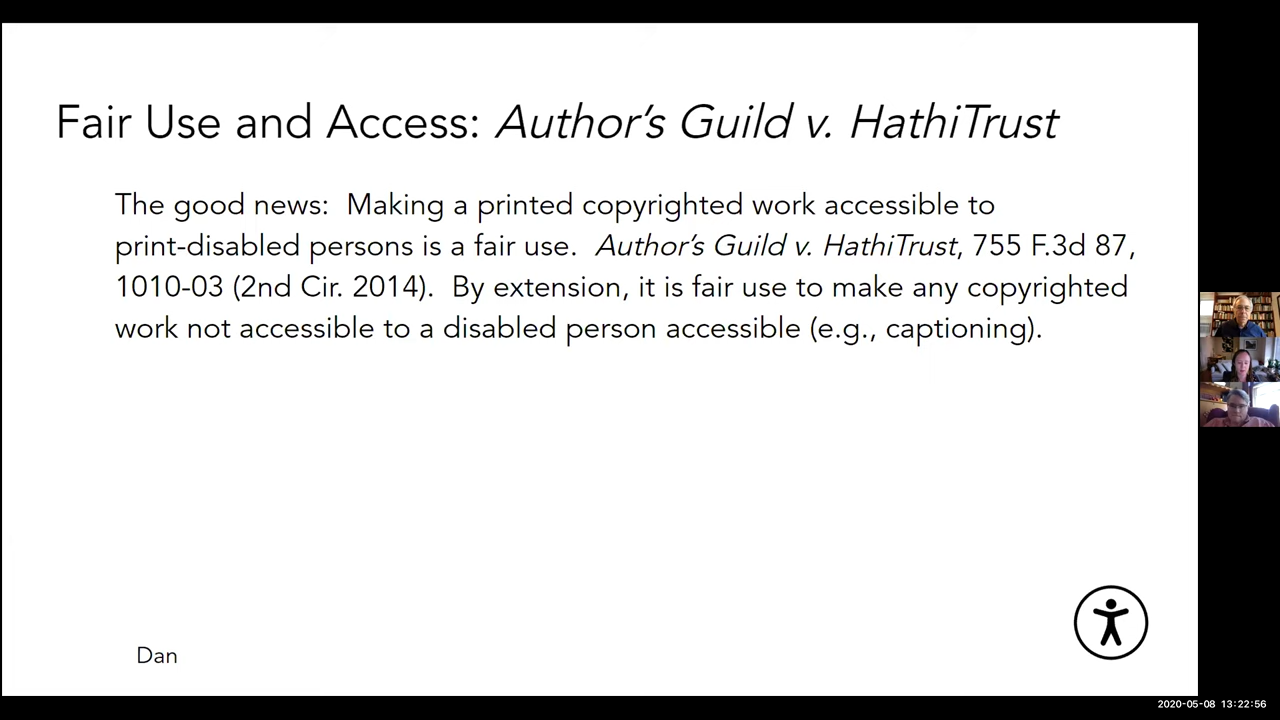 Fair Use and Access: Author's Guild v. HathiTrust
The good news:  Making a printed copyrighted work accessible to
print-disabled persons is a fair use.  Author's Guild v. HathiTrust, 755 F.3d 87,
1010-03 (2nd Cir. 2014).  By extension, it is fair use to make any copyrighted
work not accessible to a disabled person accessible (e.g., captioning).
Dan
2020-05-08 13:22:56